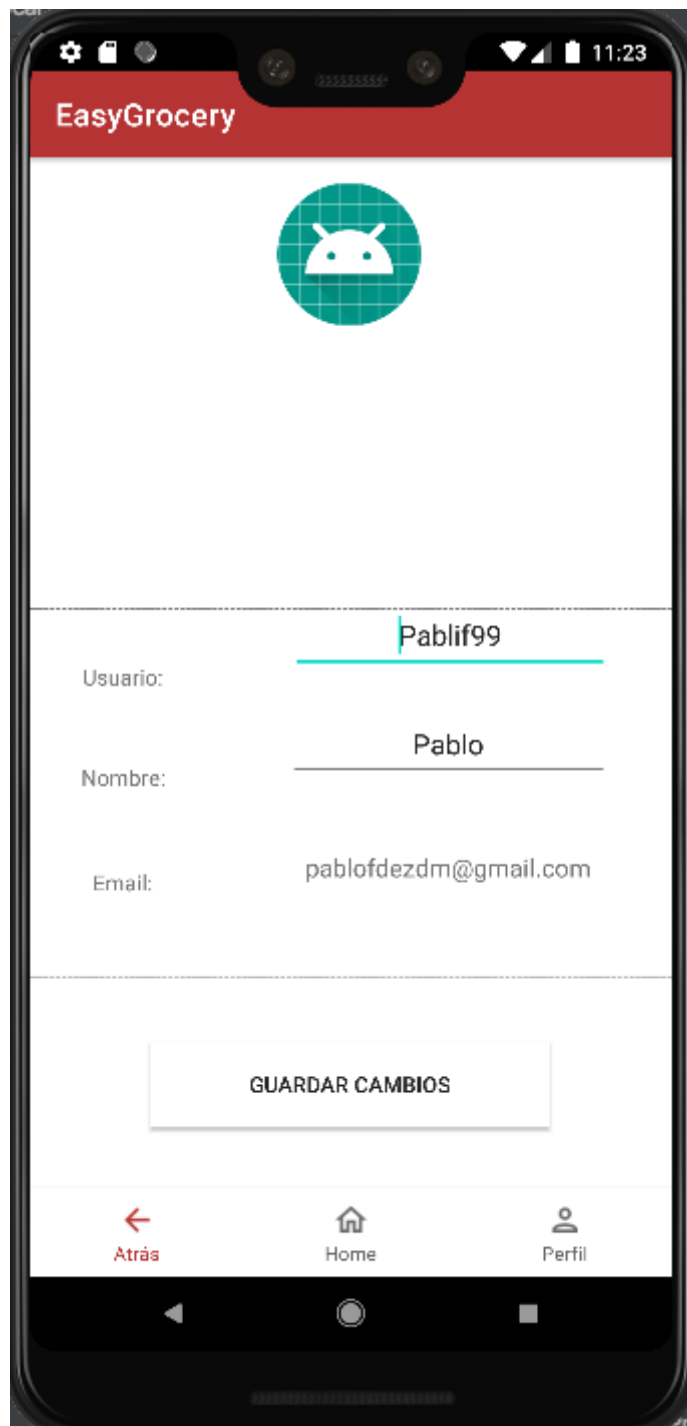 11:23
EasyGrocery
Pablif99
Usuario:
Pablo
Nombre:
pablofdezdm@gmail.com
Email:
GUARDAR CAMBIOS
Atrás Home Perfil